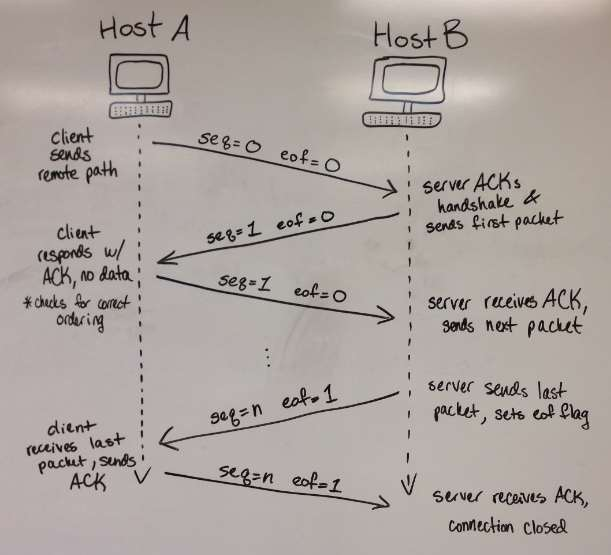 Host A
Host B
client
sends
remote path
seq=0 eof=0
server ACKs
handshake &
sends first packet
seq=1 eof=0
client
responds w/
ACK, no data
*checks for correct
ordering
seq=1 eof=0
server receives ACK,
sends next packet
...
server sends last
packet, sets eof flag
seq=n eof=1
client
receives last
packet, sends
ACK
seq=n eof=1
server receives ACK,
connection closed